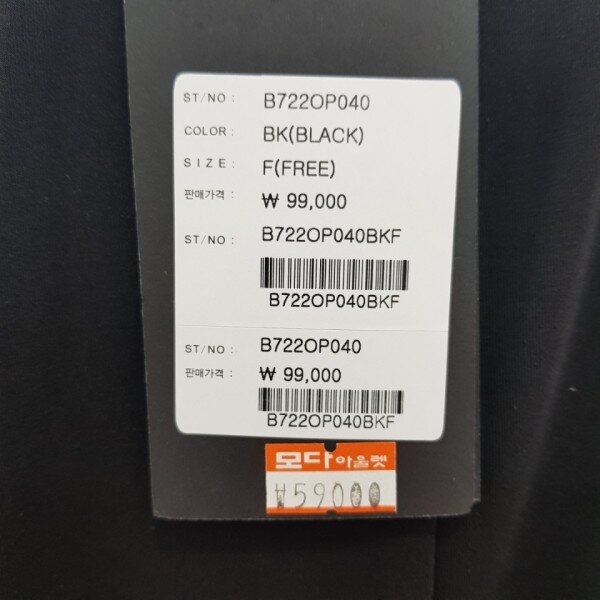 ST/NO : B722OP040
COLOR : BK(BLACK)
SIZE : F(FREE)
판매가격 : ₩ 99,000
ST/NO : B722OP040BKF
B722OP040BKF
ST/NO : B722OP040
판매가격 : ₩ 99,000
B722OP040BKF
모다아울렛
₩59000